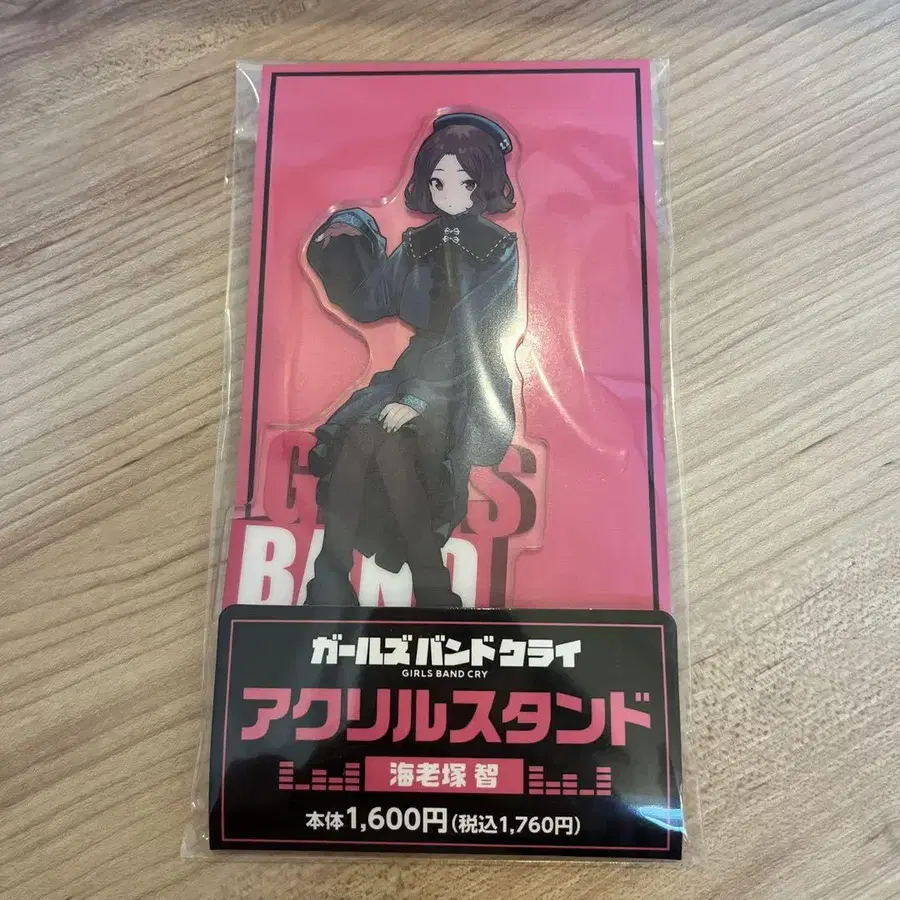 GIRLS
BAND
ガールズバンドクライ
GIRLS BAND CRY
アクリルスタンド
海老塚 智
本体1,600円(税込1,760円)